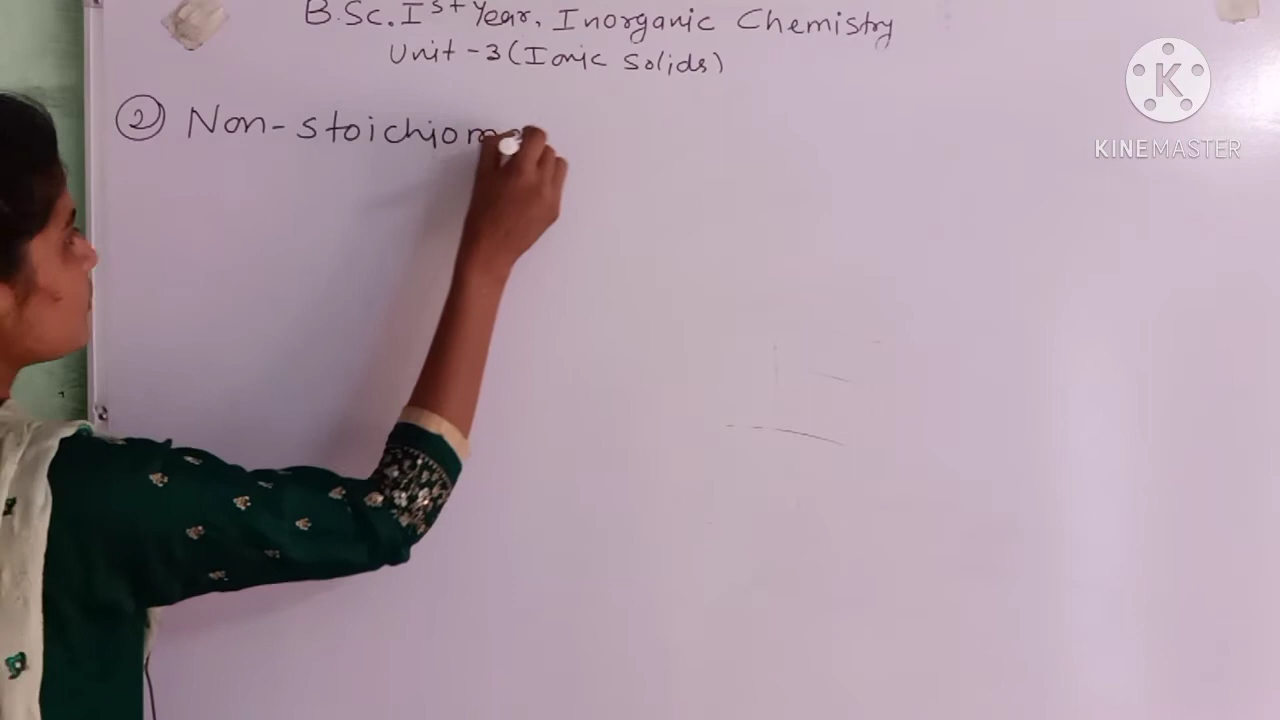 B.Sc. Ist Year, Inorganic Chemistry
Unit - 3 (Ionic Solids)
② Non-stoichiom
K
KINEMASTER